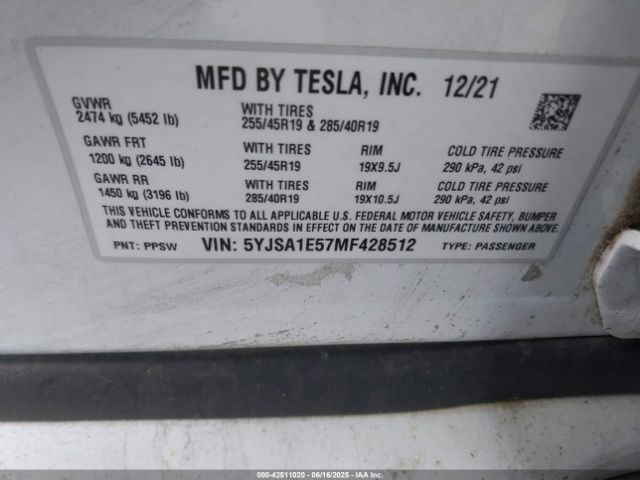 MFD BY TESLA, INC. 12/21
GVWR
2474 kg (5452 lb)
WITH TIRES
255/45R19 & 285/40R19
GAWR FRT
1200 kg (2645 lb)
WITH TIRES
255/45R19
RIM
19X9.5J
COLD TIRE PRESSURE
290 kPa, 42 psi
GAWR RR
1450 kg (3196 lb)
WITH TIRES
285/40R19
RIM
19X10.5J
COLD TIRE PRESSURE
290 kPa, 42 psi
THIS VEHICLE CONFORMS TO ALL APPLICABLE U.S. FEDERAL MOTOR VEHICLE SAFETY, BUMPER
AND THEFT PREVENTION STANDARDS IN EFFECT ON THE DATE OF MANUFACTURE SHOWN ABOVE.
PNT: PPSW VIN: 5YJSA1E57MF428512 TYPE: PASSENGER
000-42511020 06/16/2025 IAA Inc.